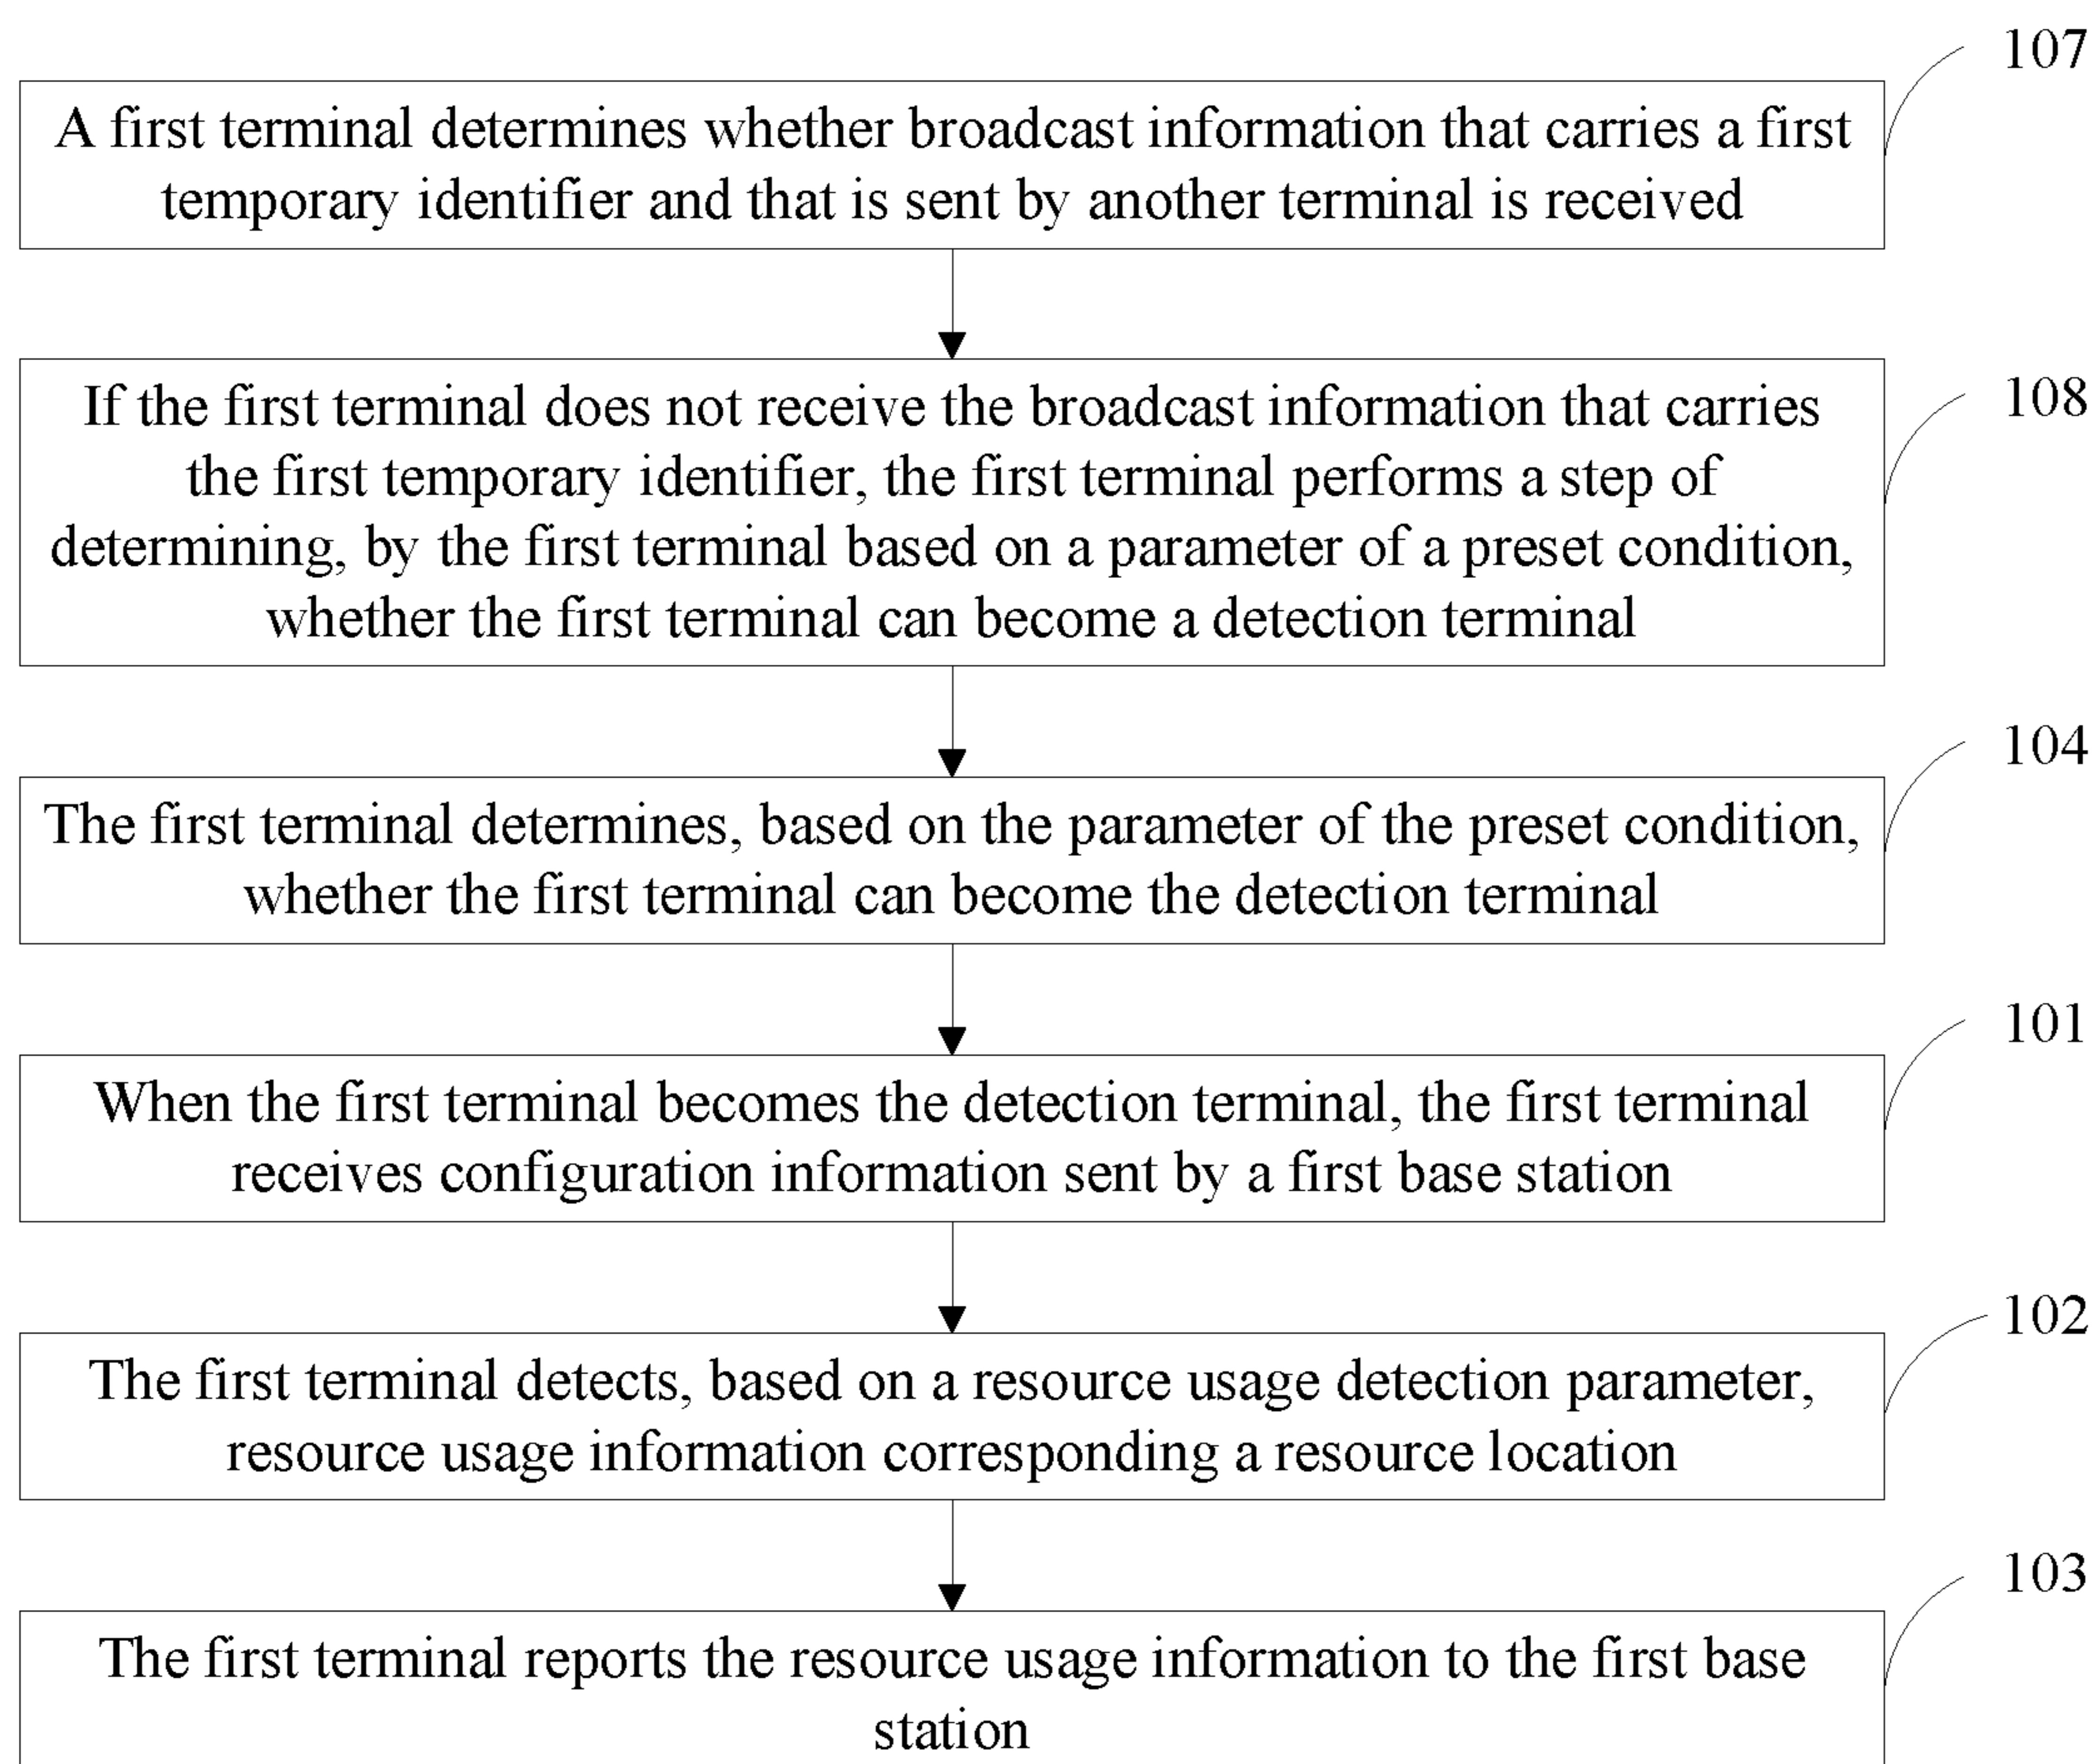 107
A first terminal determines whether broadcast information that carries a first
temporary identifier and that is sent by another terminal is received
108
If the first terminal does not receive the broadcast information that carries
the first temporary identifier, the first terminal performs a step of
determining, by the first terminal based on a parameter of a preset condition,
whether the first terminal can become a detection terminal
104
The first terminal determines, based on the parameter of the preset condition,
whether the first terminal can become the detection terminal
101
When the first terminal becomes the detection terminal, the first terminal
receives configuration information sent by a first base station
102
The first terminal detects, based on a resource usage detection parameter,
resource usage information corresponding a resource location
103
The first terminal reports the resource usage information to the first base
station